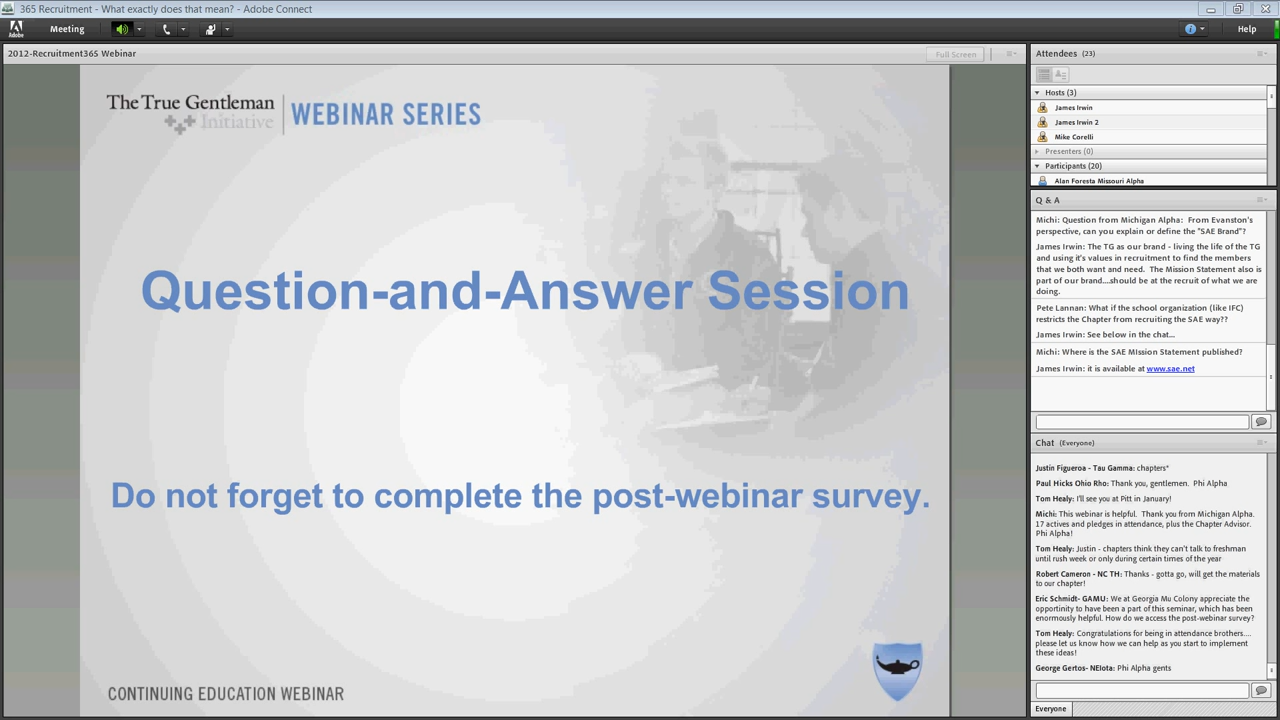 365 Recruitment - What exactly does that mean? - Adobe Connect
Adobe
Meeting
Help
2012-Recruitment365 Webinar
Full Screen
The True Gentleman
Initiative
WEBINAR SERIES
Question-and-Answer Session
Do not forget to complete the post-webinar survey.
CONTINUING EDUCATION WEBINAR
Attendees (23)
Hosts (3)
James Irwin
James Irwin 2
Mike Corelli
Presenters (0)
Participants (20)
Alan Foresta Missouri Alpha
Q & A
Michi: Question from Michigan Alpha: From Evanston's
perspective, can you explain or define the "SAE Brand"?
James Irwin: The TG as our brand - living the life of the TG
and using it's values in recruitment to find the members
that we both want and need. The Mission Statement also is
part of our brand....should be at the recruit of what we are
doing.
Pete Lannan: What if the school organization (like IFC)
restricts the Chapter from recruiting the SAE way??
James Irwin: See below in the chat...
Michi: Where is the SAE MIssion Statement published?
James Irwin: it is available at www.sae.net
Chat (Everyone)
Justin Figueroa - Tau Gamma: chapters*
Paul Hicks Ohio Rho: Thank you, gentlemen. Phi Alpha
Tom Healy: I'll see you at Pitt in January!
Michi: This webinar is helpful. Thank you from Michigan Alpha.
17 actives and pledges in attendance, plus the Chapter Advisor.
Phi Alpha!
Tom Healy: Justin - chapters think they can't talk to freshman
until rush week or only during certain times of the year
Robert Cameron - NC TH: Thanks - gotta go, will get the materials
to our chapter!
Eric Schmidt- GAMU: We at Georgia Mu Colony appreciate the
opportunity to have been a part of this seminar, which has been
enormously helpful. How do we access the post-webinar survey?
Tom Healy: Congratulations for being in attendance brothers....
please let us know how we can help as you start to implement
these ideas!
George Gertos- NEIota: Phi Alpha gents
Everyone